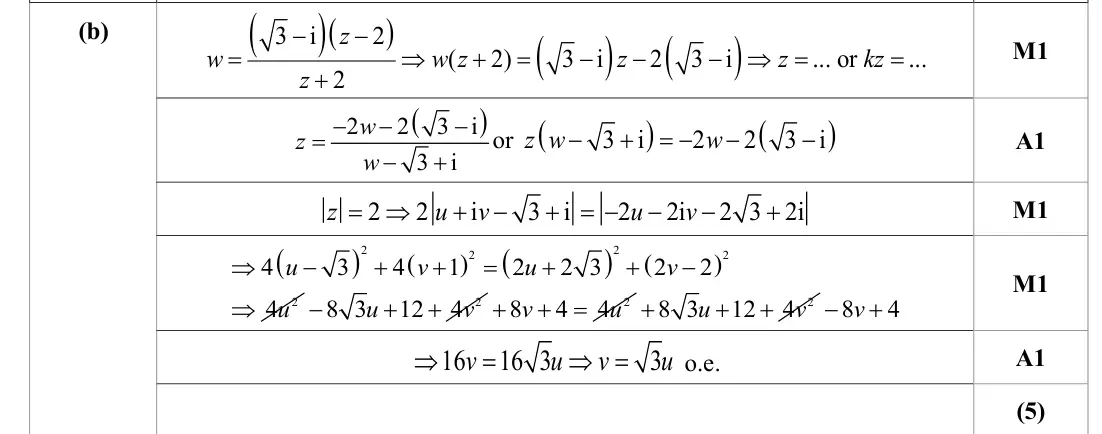 (b)
w = (√3 − i)(z − 2) / z + 2 ⇒ w(z + 2) = (√3 − i)z − 2(√3 − i) ⇒ z = ... or kz = ...
M1
z = −2w − 2(√3 − i) / w − √3 + i or z(w − √3 + i) = −2w − 2(√3 − i)
A1
|z| = 2 ⇒ 2|u + iv − √3 + i| = |−2u − 2iv − 2√3 + 2i|
M1
⇒ 4(u − √3)² + 4(v + 1)² = (2u + 2√3)² + (2v − 2)²
⇒ 4u² − 8√3u + 12 + 4v² + 8v + 4 = 4u² + 8√3u + 12 + 4v² − 8v + 4
M1
⇒ 16v = 16√3u ⇒ v = √3u o.e.
A1
(5)